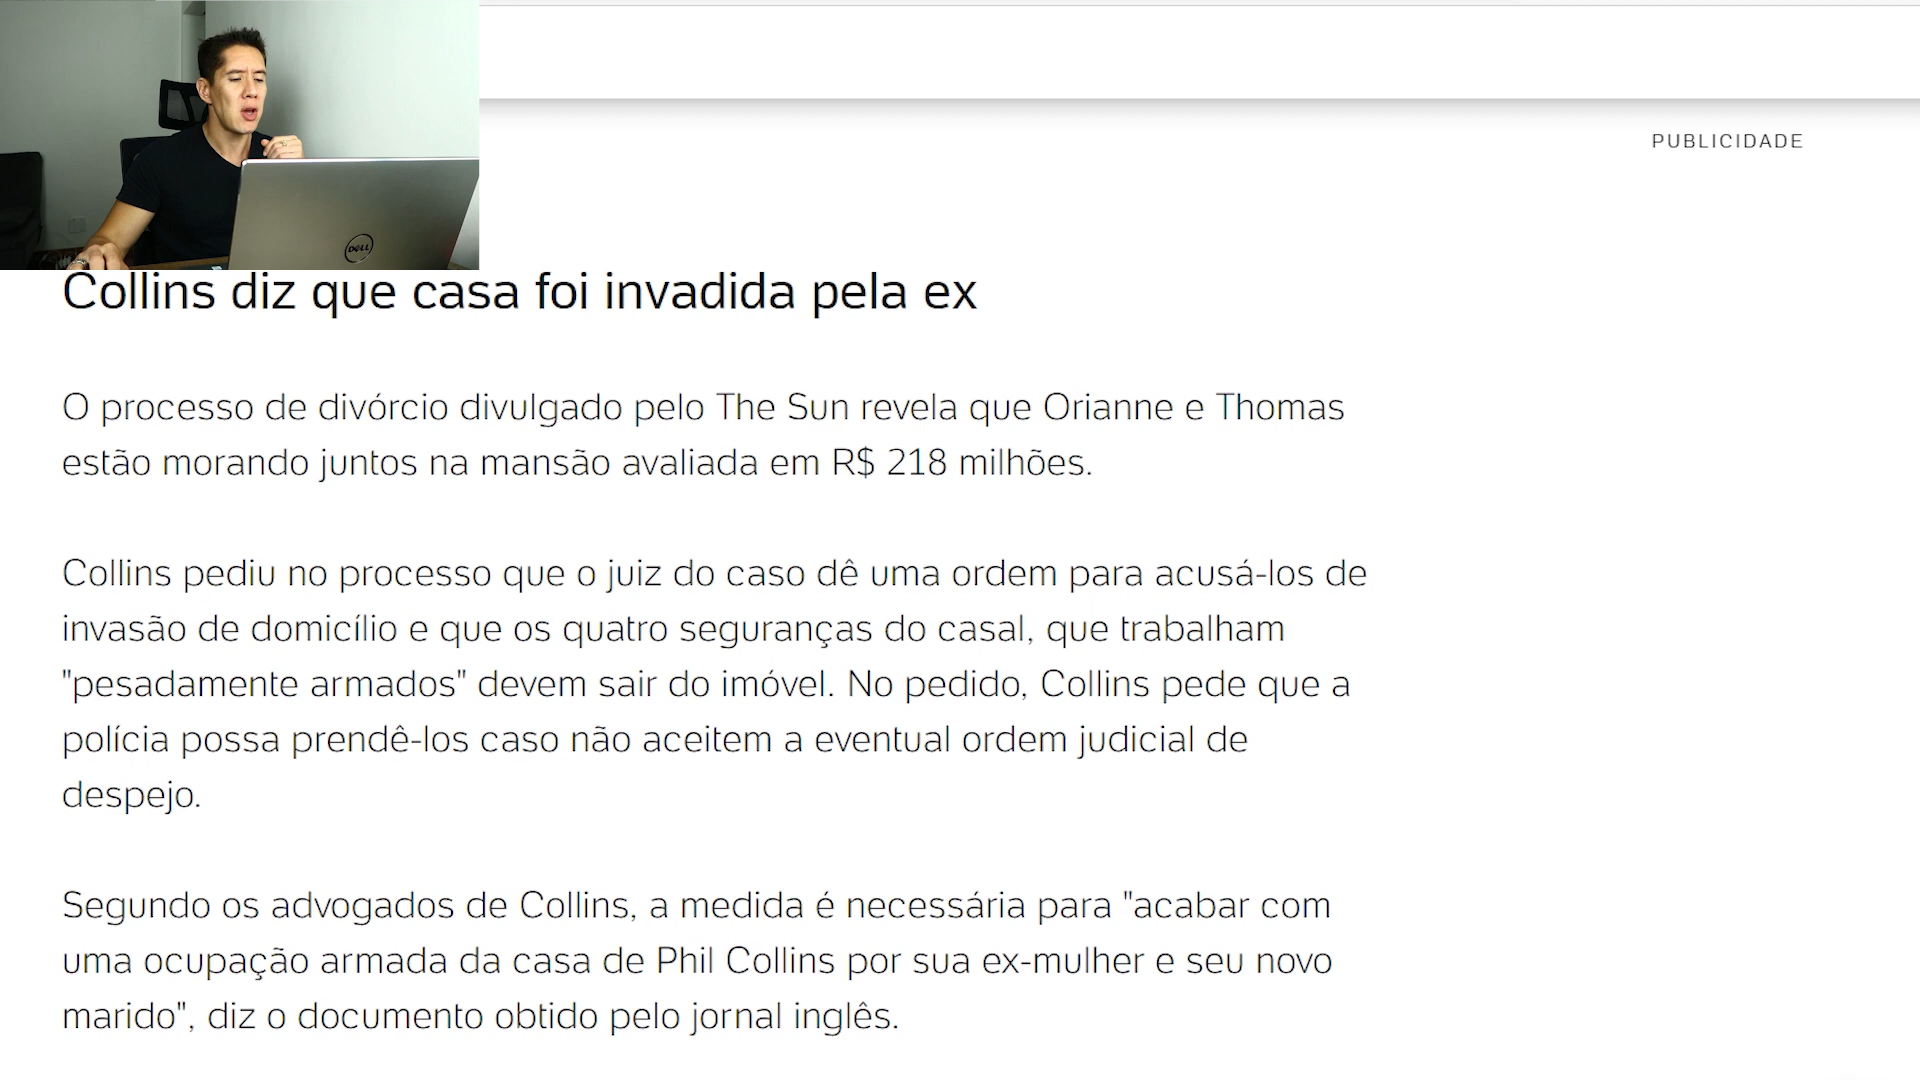 PUBLICIDADE
DELL
Collins diz que casa foi invadida pela ex
O processo de divórcio divulgado pelo The Sun revela que Orianne e Thomas
estão morando juntos na mansão avaliada em R$ 218 milhões.
Collins pediu no processo que o juiz do caso dê uma ordem para acusá-los de
invasão de domicílio e que os quatro seguranças do casal, que trabalham
"pesadamente armados" devem sair do imóvel. No pedido, Collins pede que a
polícia possa prendê-los caso não aceitem a eventual ordem judicial de
despejo.
Segundo os advogados de Collins, a medida é necessária para "acabar com
uma ocupação armada da casa de Phil Collins por sua ex-mulher e seu novo
marido", diz o documento obtido pelo jornal inglês.